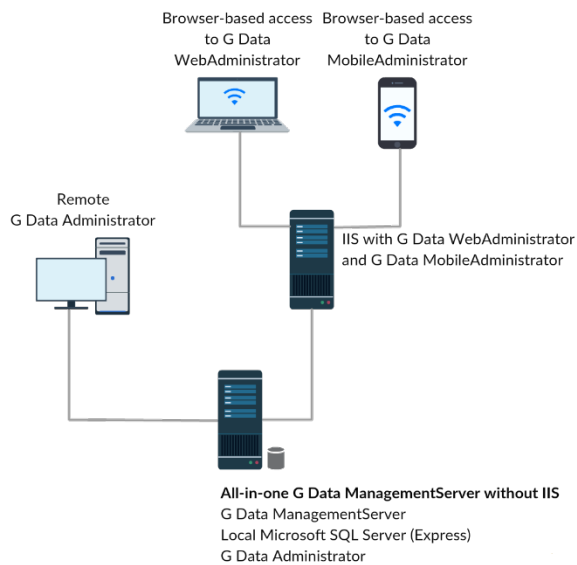 Browser-based access
to G Data
WebAdministrator
Browser-based access
to G Data
MobileAdministrator
Remote
G Data Administrator
IIS with G Data WebAdministrator
and G Data MobileAdministrator
All-in-one G Data ManagementServer without IIS
G Data ManagementServer
Local Microsoft SQL Server (Express)
G Data Administrator